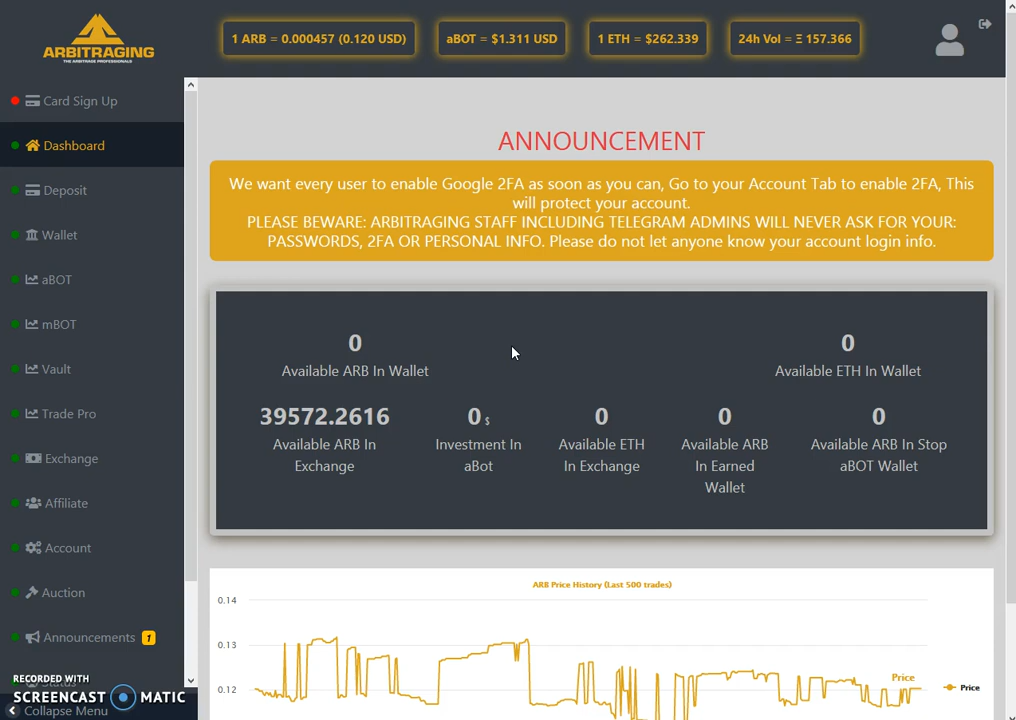 ARBITRAGING
THE ARBITRAGE PROFESSIONALS
1 ARB = 0.000457 (0.120 USD)
aBOT = $1.311 USD
1 ETH = $262.339
24h Vol = Ξ 157.366
Card Sign Up
Dashboard
Deposit
Wallet
aBOT
mBOT
Vault
Trade Pro
Exchange
Affiliate
Account
Auction
Announcements 1
Status
Collapse Menu
RECORDED WITH
SCREENCAST MATIC
ANNOUNCEMENT
We want every user to enable Google 2FA as soon as you can, Go to your Account Tab to enable 2FA, This
will protect your account.
PLEASE BEWARE: ARBITRAGING STAFF INCLUDING TELEGRAM ADMINS WILL NEVER ASK FOR YOUR:
PASSWORDS, 2FA OR PERSONAL INFO. Please do not let anyone know your account login info.
0
Available ARB In Wallet
0
Available ETH In Wallet
39572.2616
Available ARB In
Exchange
0 $
Investment In
aBot
0
Available ETH
In Exchange
0
Available ARB
In Earned
Wallet
0
Available ARB In Stop
aBOT Wallet
ARB Price History (Last 500 trades)
0.14
0.13
0.12
Price
Price